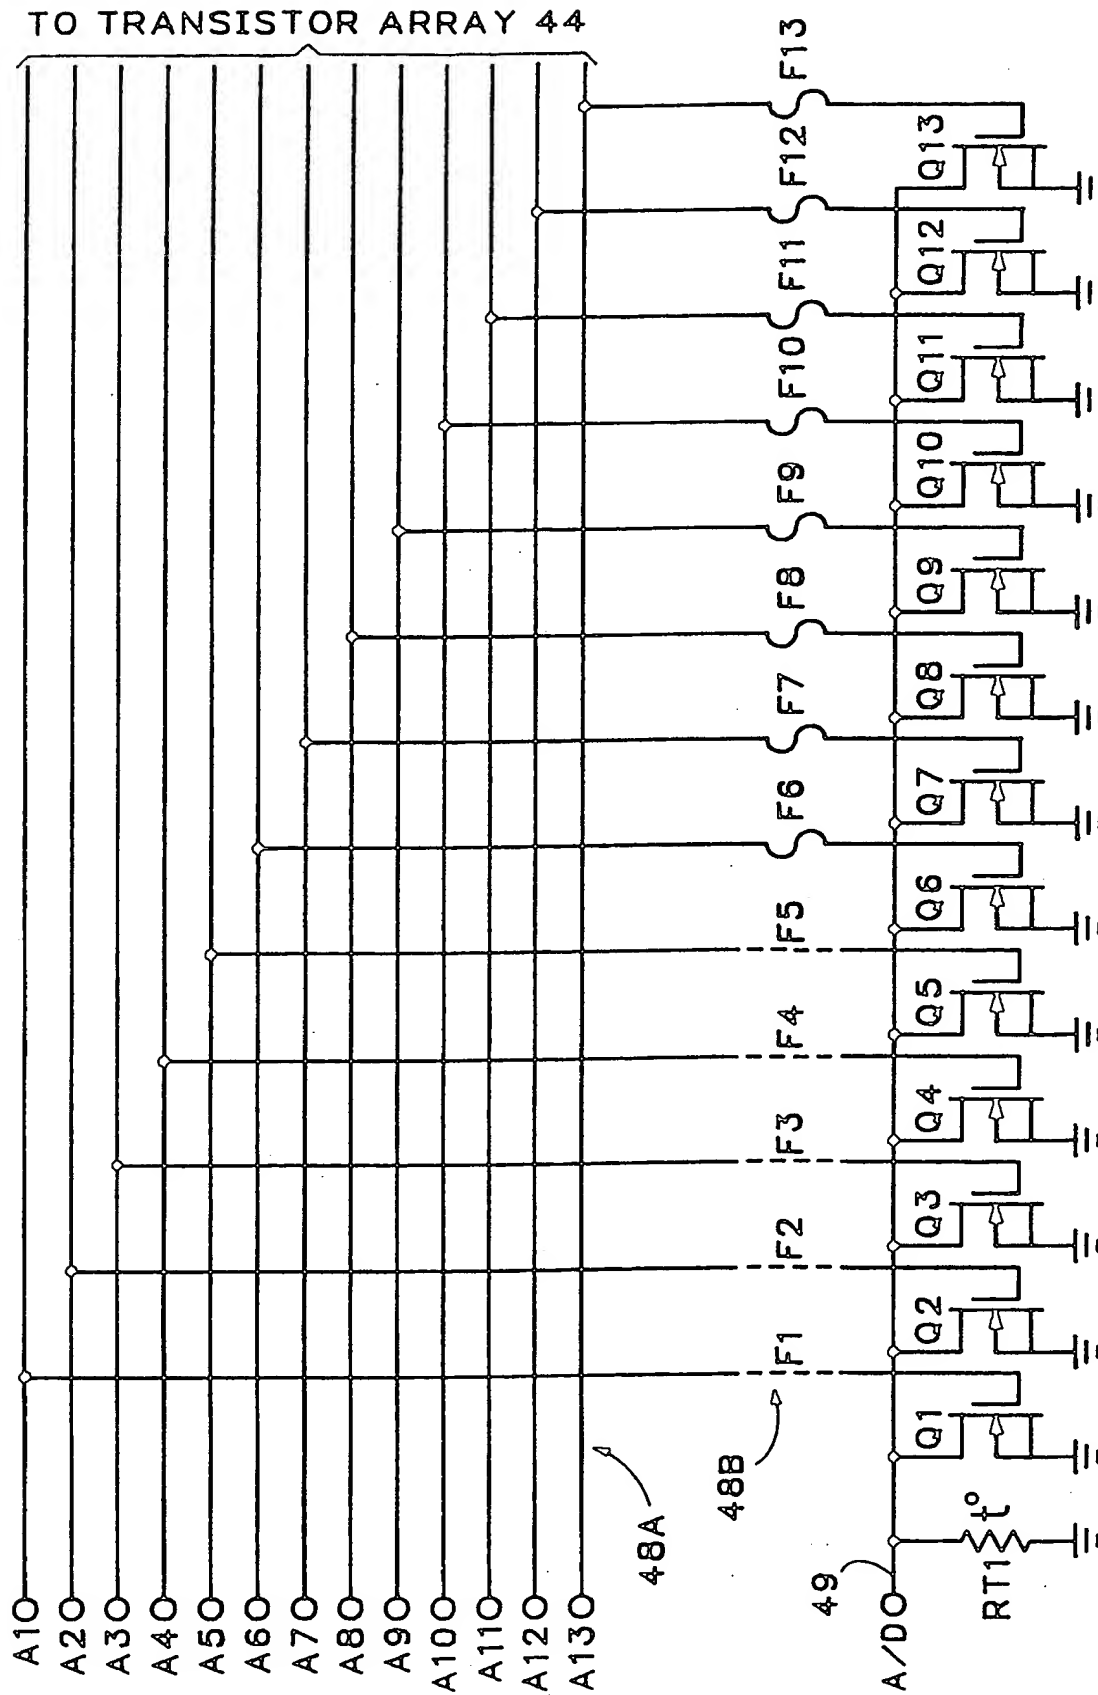 TO TRANSISTOR ARRAY 44
A1
A2
A3
A4
A5
A6
A7
A8
A9
A10
A11
A12
A13
48A
48B
F1
F2
F3
F4
F5
F6
F7
F8
F9
F10
F11
F12
F13
49
A/D
RT1
t°
Q1
Q2
Q3
Q4
Q5
Q6
Q7
Q8
Q9
Q10
Q11
Q12
Q13